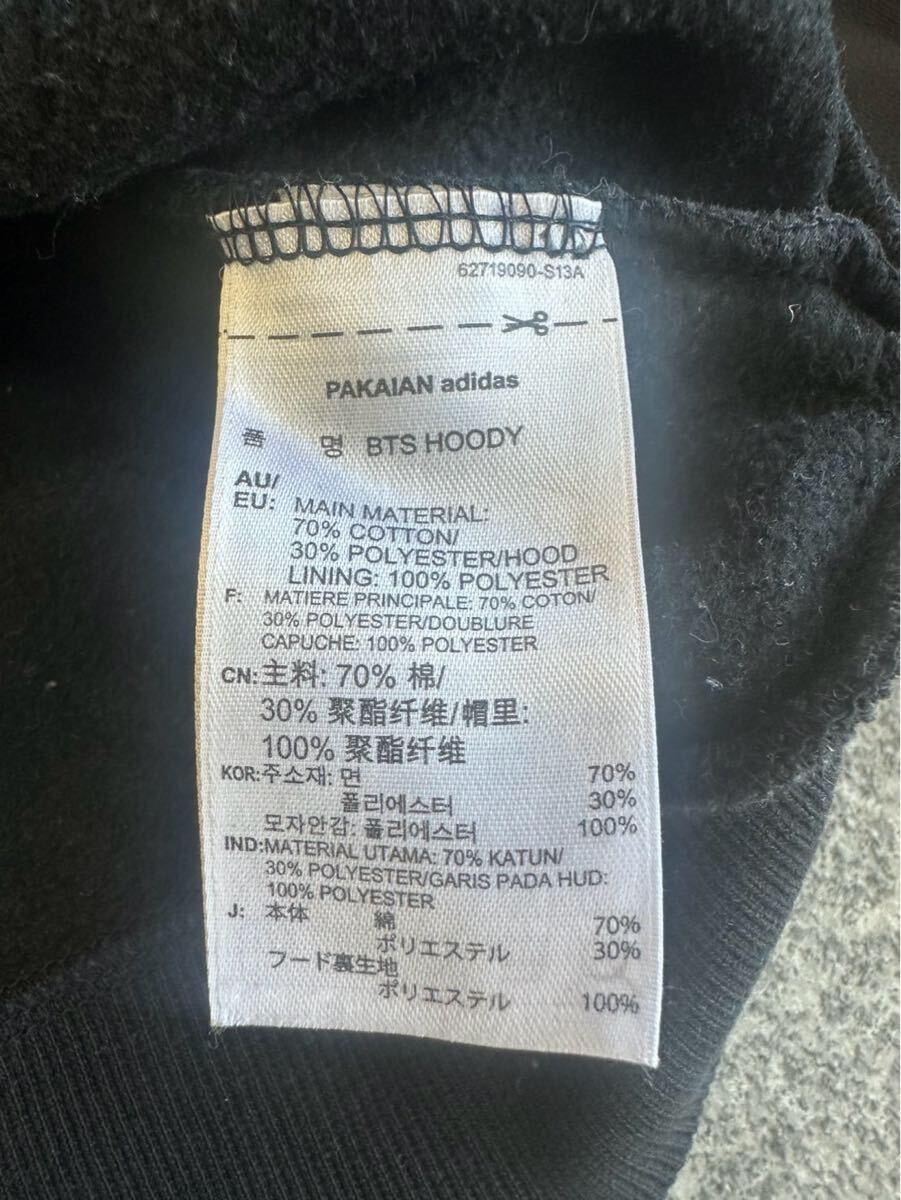 62719090-S13A
PAKAIAN adidas
품 명 BTS HOODY
AU/
EU: MAIN MATERIAL:
70% COTTON/
30% POLYESTER/HOOD
LINING: 100% POLYESTER
F: MATIERE PRINCIPALE: 70% COTON/
30% POLYESTER/DOUBLURE
CAPUCHE: 100% POLYESTER
CN: 主料: 70% 棉/
30% 聚酯纤维/帽里:
100% 聚酯纤维
KOR: 주소재: 면 70%
폴리에스터 30%
모자안감: 폴리에스터 100%
IND: MATERIAL UTAMA: 70% KATUN/
30% POLYESTER/GARIS PADA HUD:
100% POLYESTER
J: 本体 綿 70%
ポリエステル 30%
フード裏生地
ポリエステル 100%